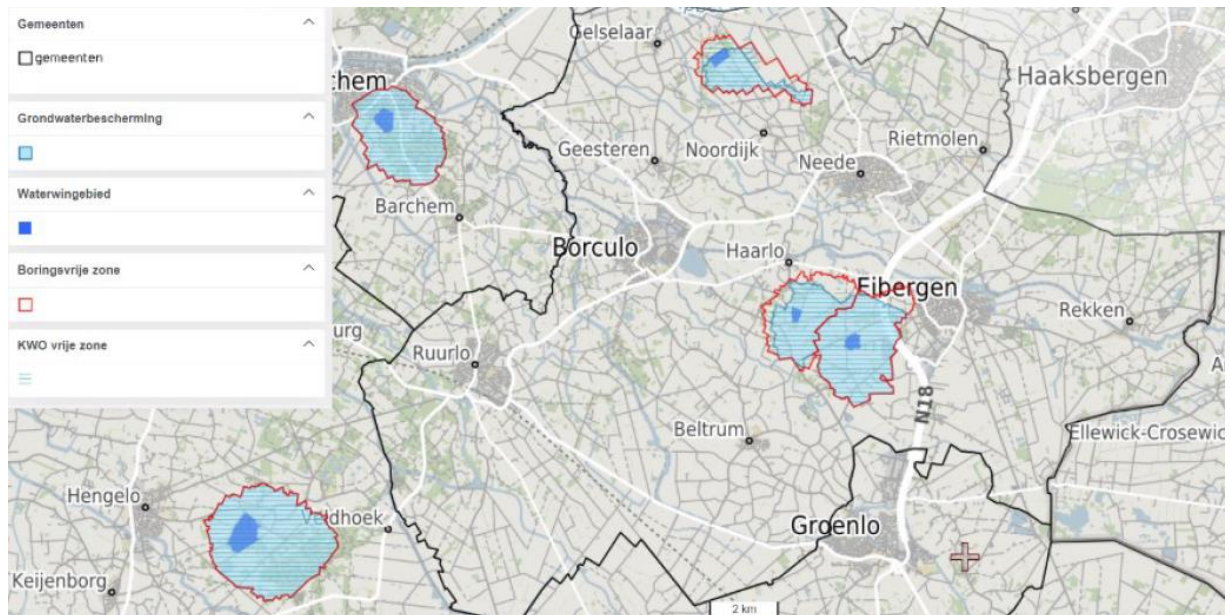 Gemeenten
gemeenten
Grondwaterbescherming
Waterwingebied
Boringsvrije zone
KWO vrije zone
Gelselaar
chem
Haaksbergen
Geesteren
Noordijk
Rietmolen
Neede
Barchem
Borculo
Haarlo
Eibergen
Rekken
urg
Ruurlo
N18
Beltrum
Ellewick-Crosewic
Hengelo
Veldhoek
Groenlo
Keijenborg
2 km